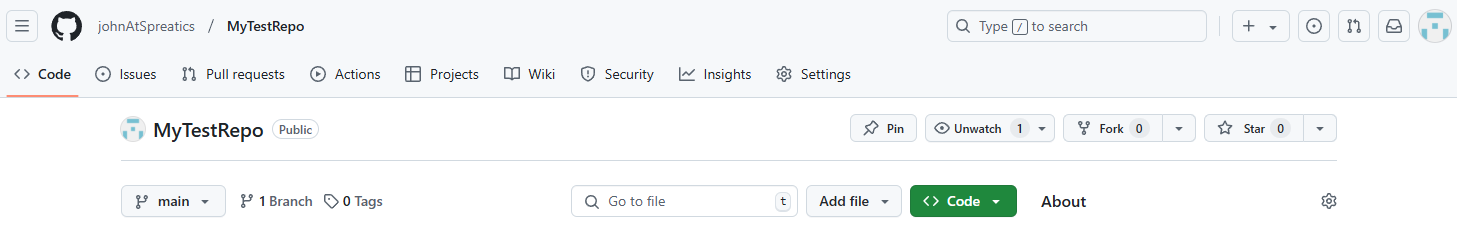 johnAtSpreatics / MyTestRepo Type / to search
Code Issues Pull requests Actions Projects Wiki Security Insights Settings
MyTestRepo Public Pin Unwatch 1 Fork 0 Star 0
main 1 Branch 0 Tags Go to file t Add file Code About